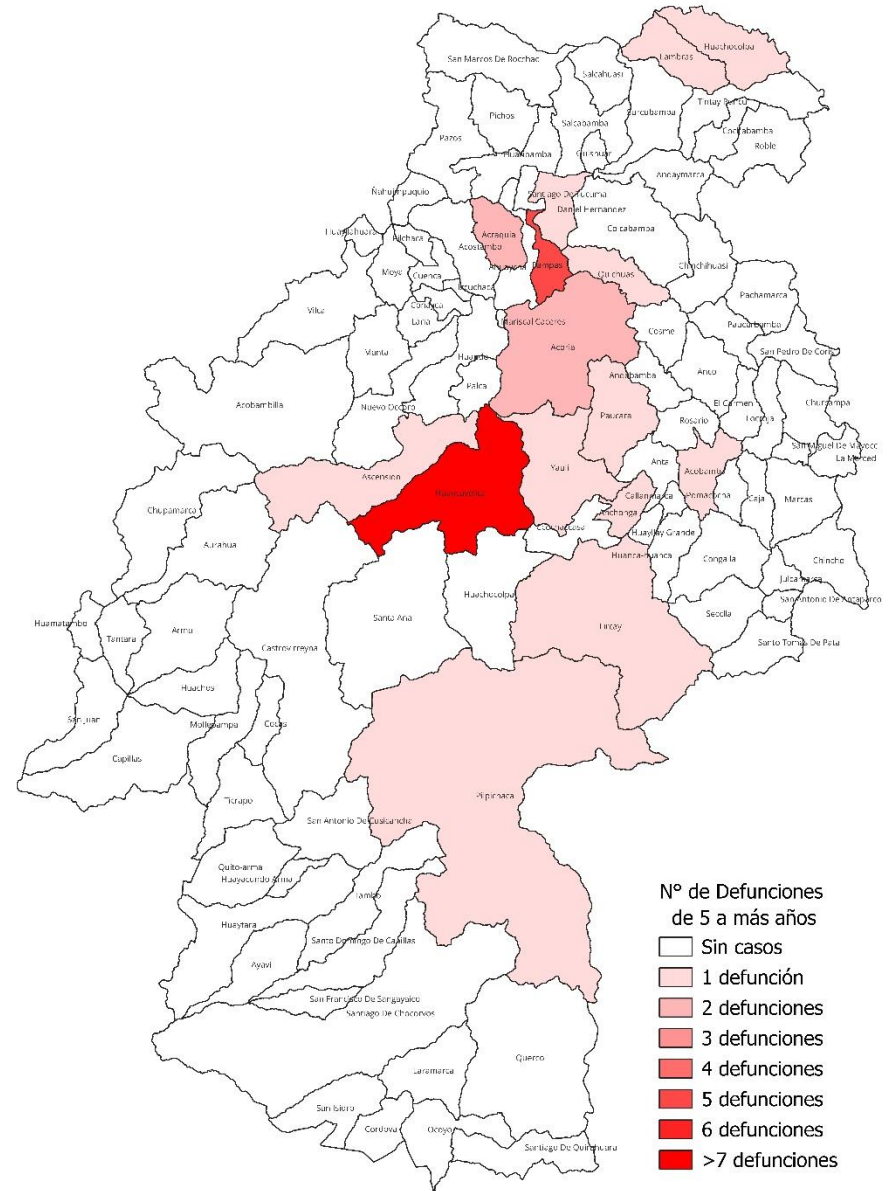 Huachocolpa
Lambras
San Marcos De Rocchac
Salcahuasi
Pichos
Salcabamba
Surcubamba
Tintay Puncu
Pazos
Huaribamba
Quishuar
Cochabamba
Roble
Andaymarca
Ñahuimpuquio
Santiago De Tucuma
Daniel Hernandez
Colcabamba
Huayllahuara
Pilchara
Acraquia
Acostambo
Ahuaycha
Pampas
Quichuas
Chinchihuasi
Moya
Cuenca
Izcuchaca
Pachamarca
Vilca
Conayca
Laria
Mariscal Caceres
Cosme
Paucarbamba
Manta
Huando
Acoria
San Pedro De Coris
Acobambilla
Palca
Andabamba
Anco
Nuevo Occoro
Paucara
El Carmen
Churcampa
Rosario
Locroja
San Miguel De Mayocc
La Merced
Ascension
Yauli
Anta
Acobamba
Huancavelica
Callanmarca
Pomacocha
Caja
Marcas
Chupamarca
Anchonga
Ccochaccasa
Huayllay Grande
Aurahua
Huanca-huanca
Congalla
Chincho
Julcamarca
Huachocolpa
San Antonio De Antaparco
Huamatambo
Santa Ana
Secclla
Tantara
Armu
Lircay
Santo Tomas De Pata
Castrovirreyna
Huachos
San Juan
Mollepampa
Cocas
Capillas
Pilpichaca
Ticrapo
San Antonio De Cusicancha
Quito-arma
Huayacundo Arma
Tambo
Huaytara
Santo Domingo De Capillas
Ayavi
San Francisco De Sangayaico
Santiago De Chocorvos
Querco
Laramarca
San Isidro
Cordova
Ocoyo
Santiago De Quirahuara
N° de Defunciones
de 5 a más años
Sin casos
1 defunción
2 defunciones
3 defunciones
4 defunciones
5 defunciones
6 defunciones
>7 defunciones